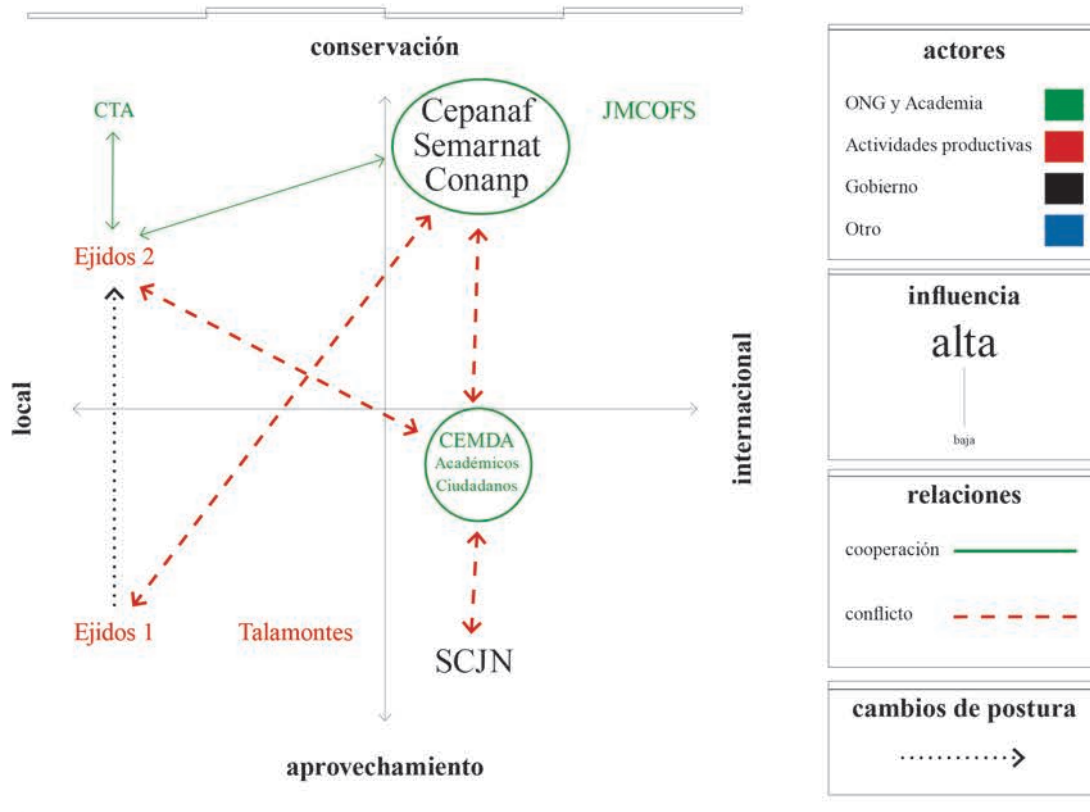 conservación
CTA
Cepanaf
Semarnat
Conanp
JMCOFS
Ejidos 2
local
internacional
CEMDA
Académicos
Ciudadanos
Ejidos 1
Talamontes
SCJN
aprovechamiento
actores
ONG y Academia
Actividades productivas
Gobierno
Otro
influencia
alta
baja
relaciones
cooperación
conflicto
cambios de postura